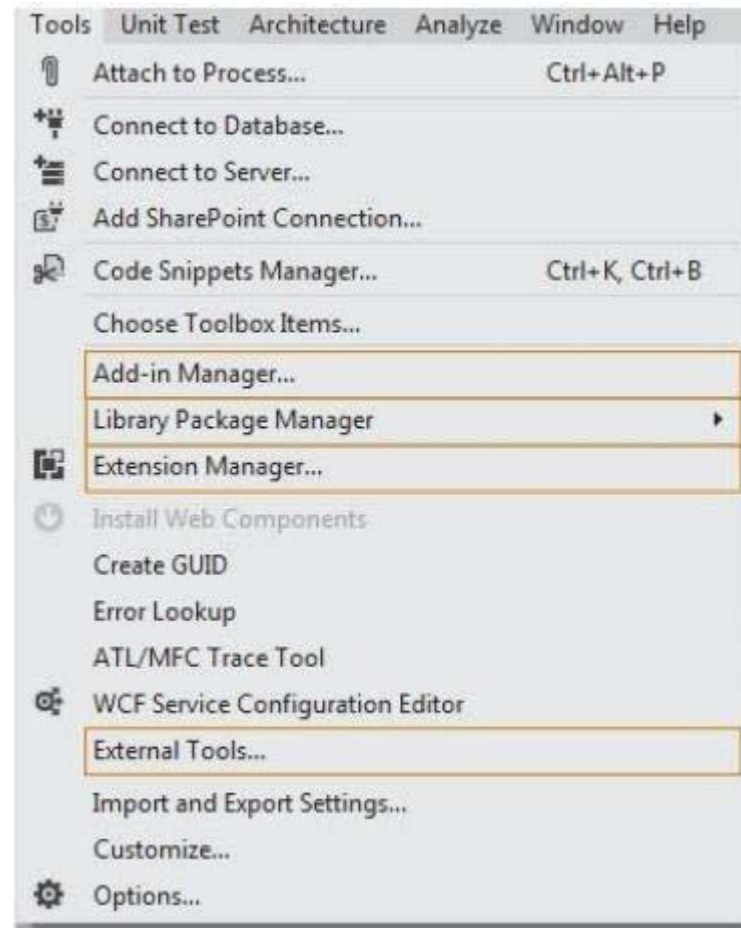 Tools Unit Test Architecture Analyze Window Help
Attach to Process... Ctrl+Alt+P
Connect to Database...
Connect to Server...
Add SharePoint Connection...
Code Snippets Manager... Ctrl+K, Ctrl+B
Choose Toolbox Items...
Add-in Manager...
Library Package Manager
Extension Manager...
Install Web Components
Create GUID
Error Lookup
ATL/MFC Trace Tool
WCF Service Configuration Editor
External Tools...
Import and Export Settings...
Customize...
Options...